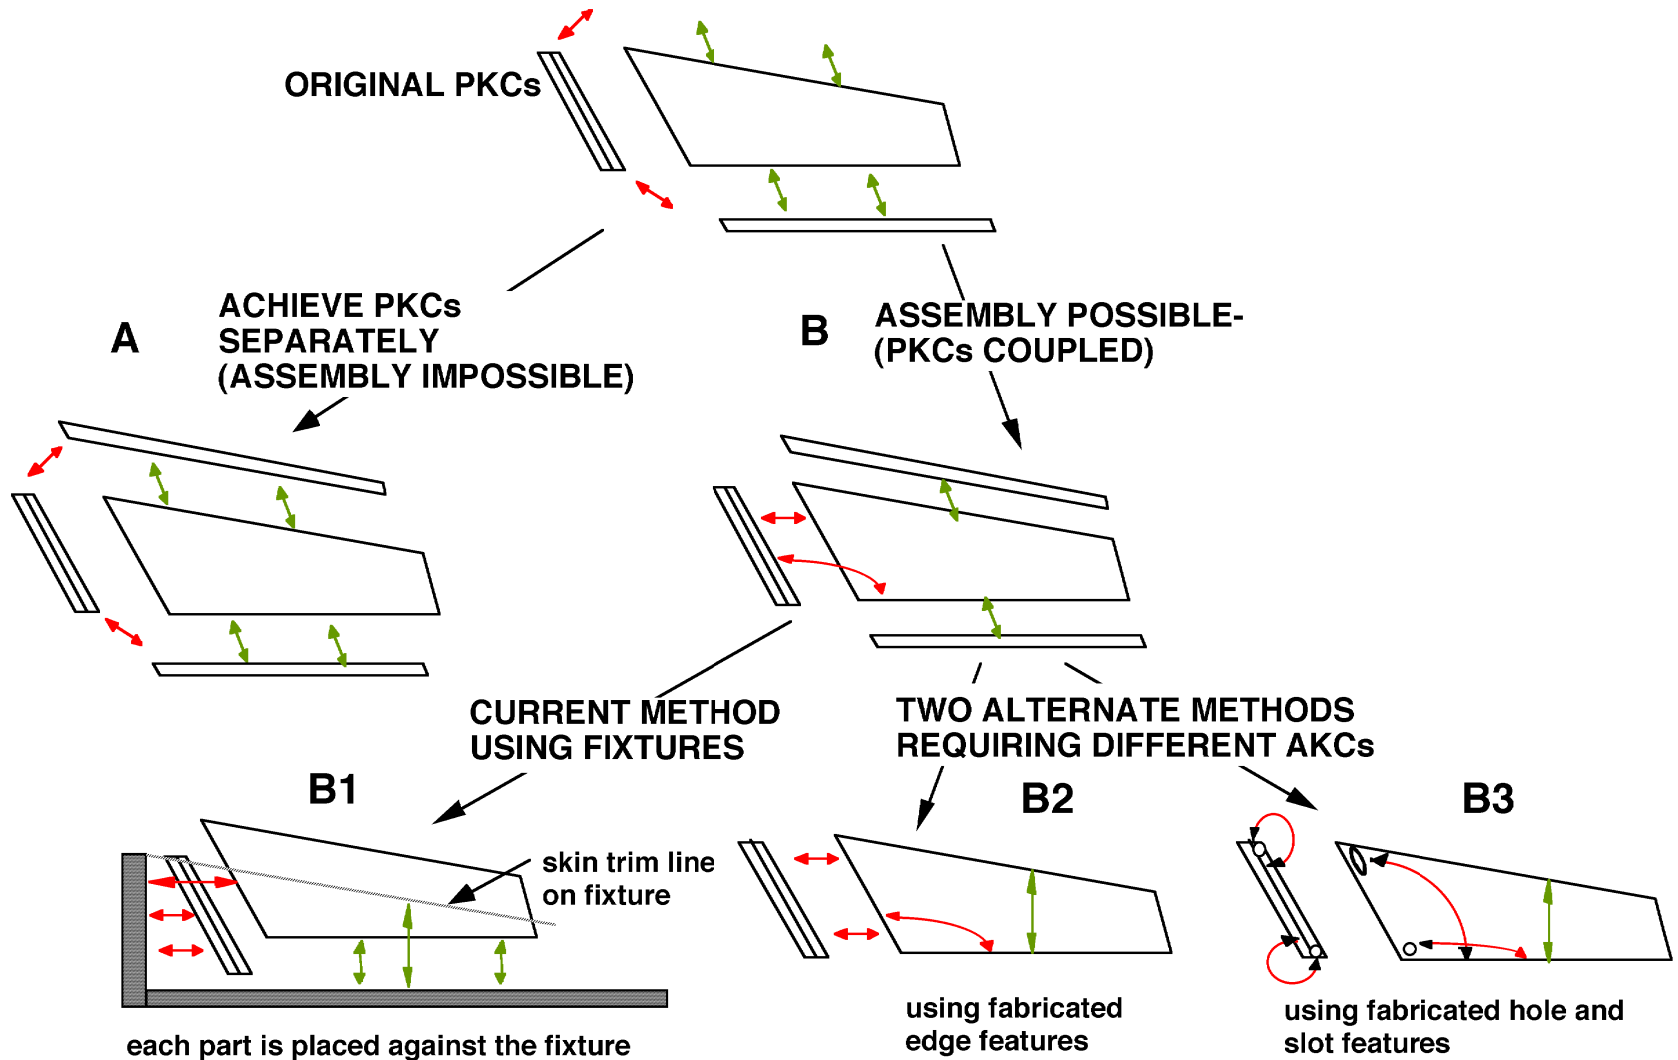 ORIGINAL PKCs
A
ACHIEVE PKCs
SEPARATELY
(ASSEMBLY IMPOSSIBLE)
B
ASSEMBLY POSSIBLE-
(PKCs COUPLED)
CURRENT METHOD
USING FIXTURES
TWO ALTERNATE METHODS
REQUIRING DIFFERENT AKCs
B1
skin trim line
on fixture
each part is placed against the fixture
B2
using fabricated
edge features
B3
using fabricated hole and
slot features